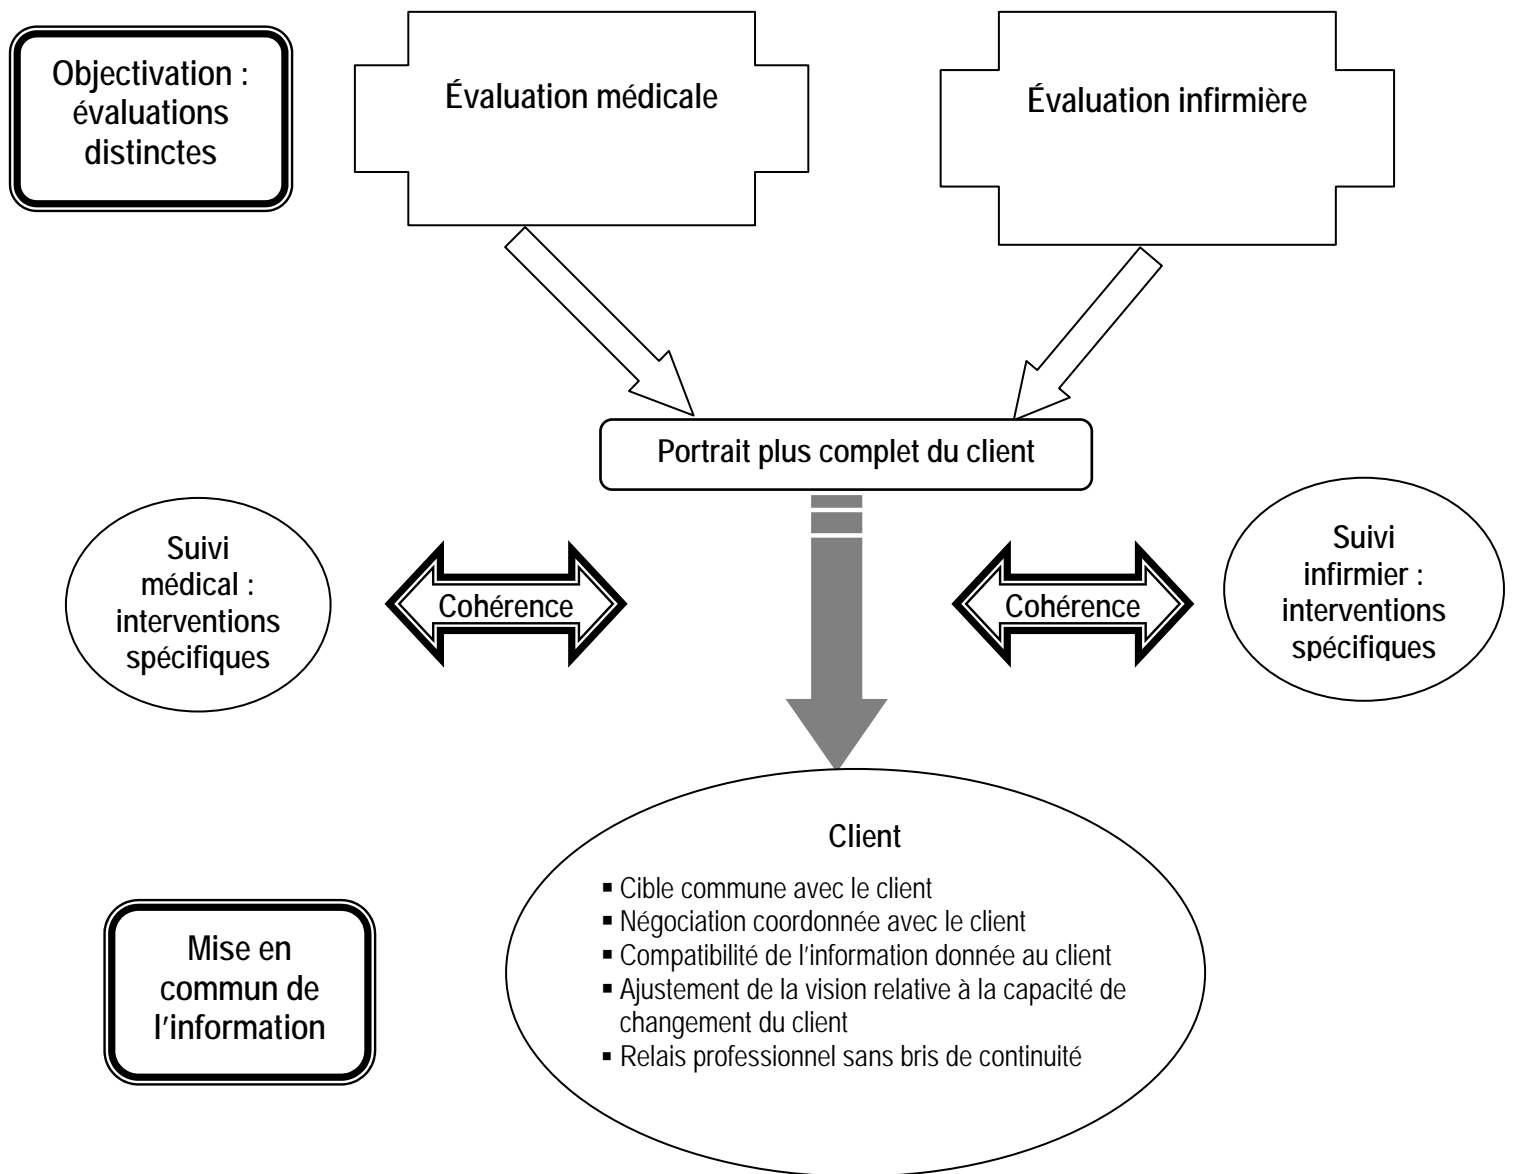 Objectivation :
évaluations
distinctes
Évaluation médicale
Évaluation infirmière
Portrait plus complet du client
Suivi
médical :
interventions
spécifiques
Cohérence
Cohérence
Suivi
infirmier :
interventions
spécifiques
Client
▪ Cible commune avec le client
▪ Négociation coordonnée avec le client
▪ Compatibilité de l'information donnée au client
▪ Ajustement de la vision relative à la capacité de
changement du client
▪ Relais professionnel sans bris de continuité
Mise en
commun de
l'information